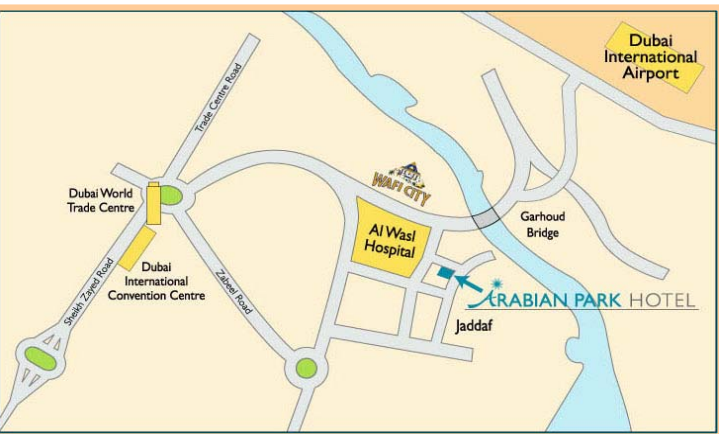 Dubai
International
Airport
Trade Centre Road
WAFI CITY
Dubai World
Trade Centre
Al Wasl
Hospital
Garhoud
Bridge
Dubai
International
Convention Centre
Sheikh Zayed Road
Zabeel Road
ARABIAN PARK HOTEL
Jaddaf